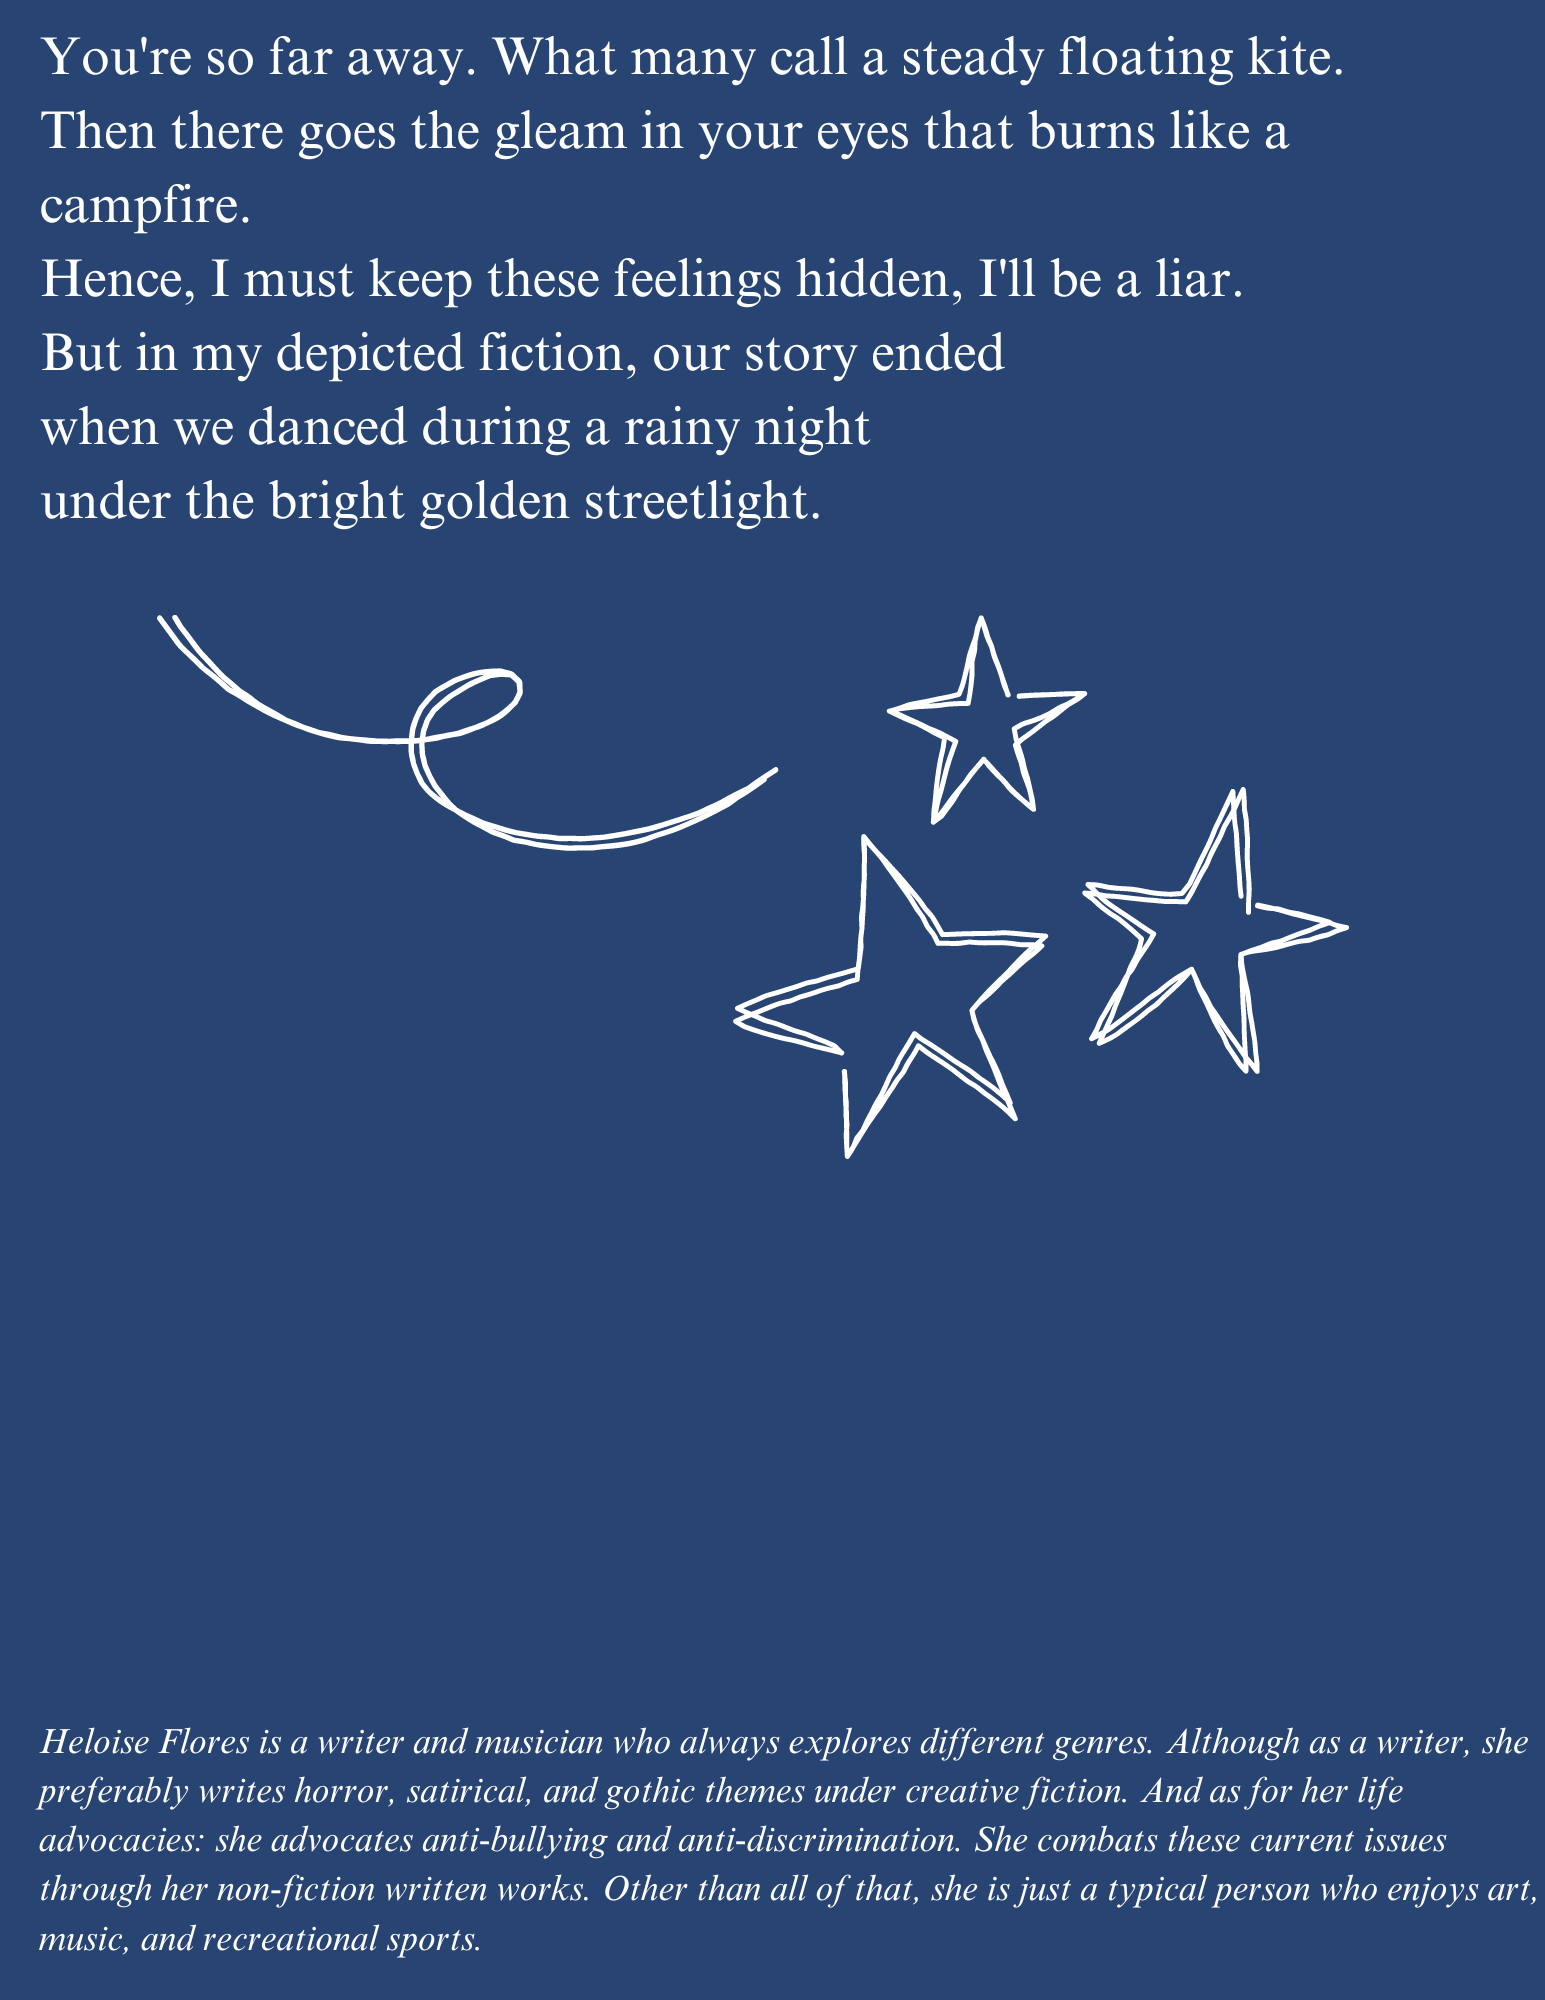 You're so far away. What many call a steady floating kite.
Then there goes the gleam in your eyes that burns like a
campfire.
Hence, I must keep these feelings hidden, I'll be a liar.
But in my depicted fiction, our story ended
when we danced during a rainy night
under the bright golden streetlight.
Heloise Flores is a writer and musician who always explores different genres. Although as a writer, she
preferably writes horror, satirical, and gothic themes under creative fiction. And as for her life
advocacies: she advocates anti-bullying and anti-discrimination. She combats these current issues
through her non-fiction written works. Other than all of that, she is just a typical person who enjoys art,
music, and recreational sports.